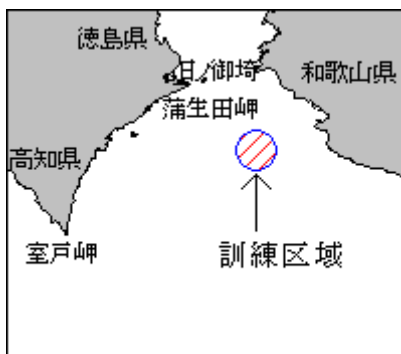 徳島県
日ノ御埼
和歌山県
蒲生田岬
高知県
室戸岬
訓練区域